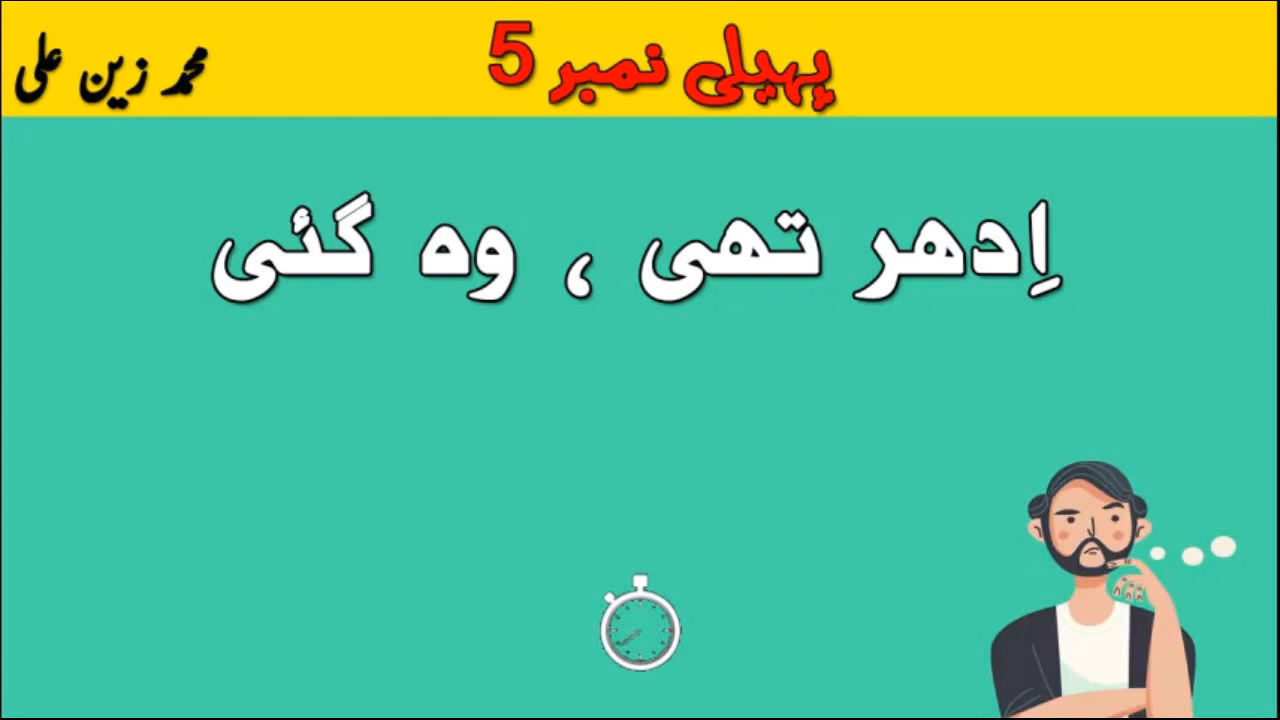 پہیلی نمبر 5
محمد زین علی
اِدھر تھی ، وہ گئی